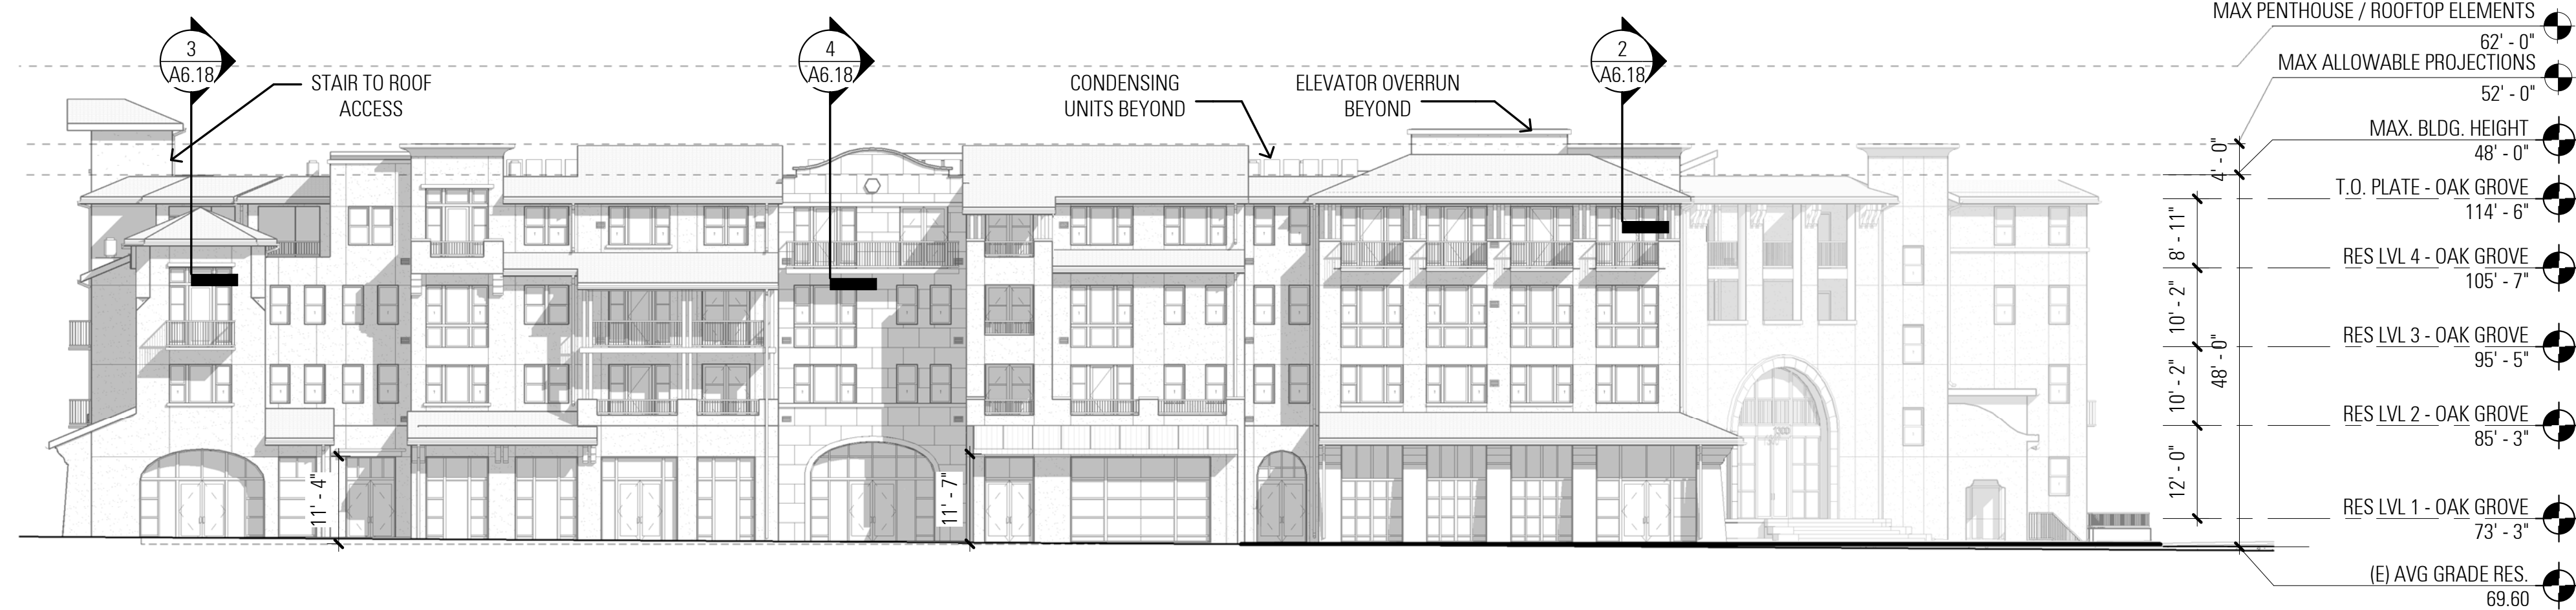 3
A6.18
STAIR TO ROOF
ACCESS
4
A6.18
CONDENSING
UNITS BEYOND
ELEVATOR OVERRUN
BEYOND
2
A6.18
MAX PENTHOUSE / ROOFTOP ELEMENTS
62' - 0"
MAX ALLOWABLE PROJECTIONS
52' - 0"
MAX. BLDG. HEIGHT
48' - 0"
T.O. PLATE - OAK GROVE
114' - 6"
RES LVL 4 - OAK GROVE
105' - 7"
RES LVL 3 - OAK GROVE
95' - 5"
RES LVL 2 - OAK GROVE
85' - 3"
RES LVL 1 - OAK GROVE
73' - 3"
(E) AVG GRADE RES.
69.60
4' - 0"
8' - 11"
10' - 2"
10' - 2"
12' - 0"
48' - 0"
11' - 4"
11' - 7"